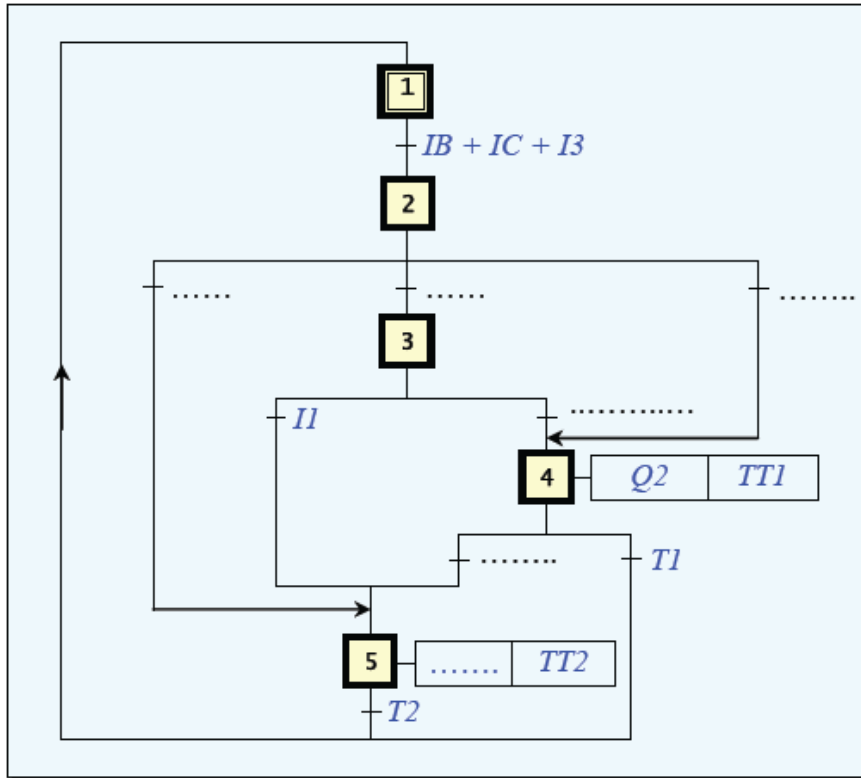 1
IB + IC + I3
2
...... ...... ........
3
I1 ..............
4 Q2 TT1
........ T1
5 ....... TT2
T2